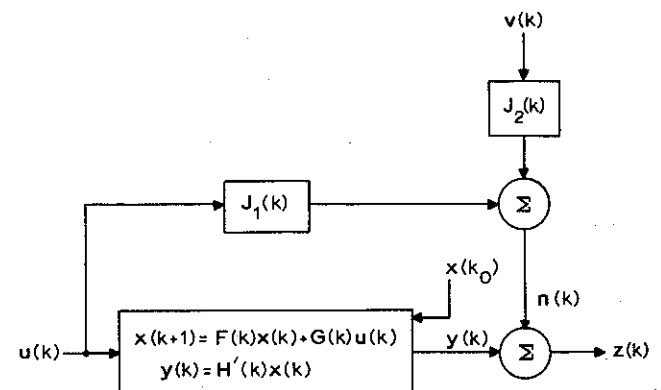 v(k)
J₂(k)
J₁(k)
Σ
x(k₀)
n(k)
u(k)
x(k+1) = F(k)x(k)+G(k)u(k)
y(k) = H′(k)x(k)
y(k)
Σ
z(k)